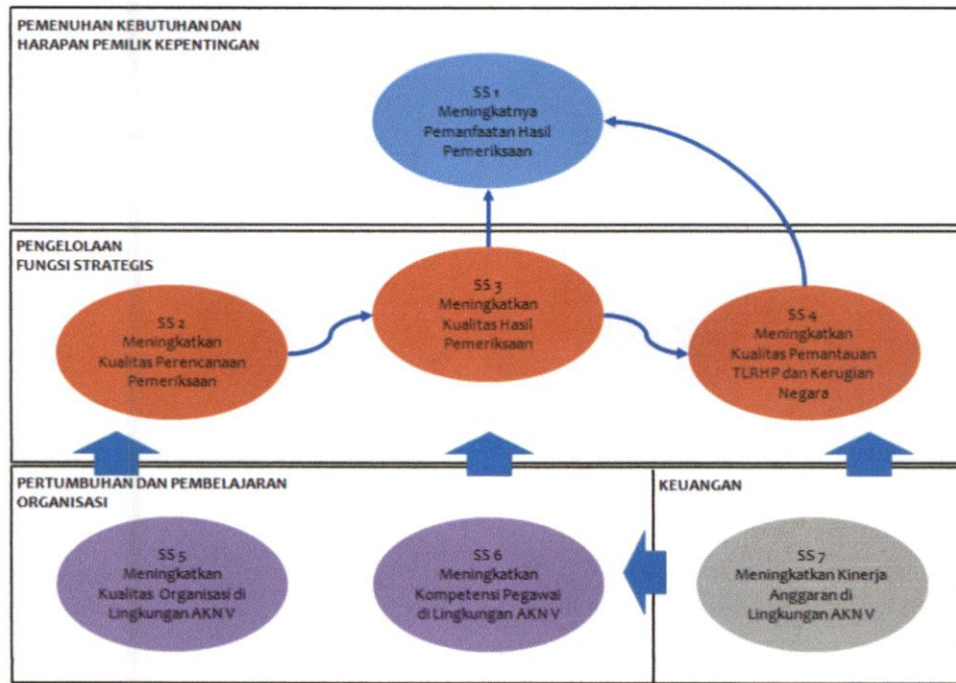 PEMENUHAN KEBUTUHAN DAN
HARAPAN PEMILIK KEPENTINGAN
SS 1
Meningkatnya
Pemanfaatan Hasil
Pemeriksaan
PENGELOLAAN
FUNGSI STRATEGIS
SS 2
Meningkatkan
Kualitas Perencanaan
Pemeriksaan
SS 3
Meningkatkan
Kualitas Hasil
Pemeriksaan
SS 4
Meningkatkan
Kualitas Pemantauan
TLRHP dan Kerugian
Negara
PERTUMBUHAN DAN PEMBELAJARAN
ORGANISASI
SS 5
Meningkatkan
Kualitas Organisasi di
Lingkungan AKN V
SS 6
Meningkatkan
Kompetensi Pegawai
di Lingkungan AKN V
KEUANGAN
SS 7
Meningkatkan Kinerja
Anggaran di
Lingkungan AKN V